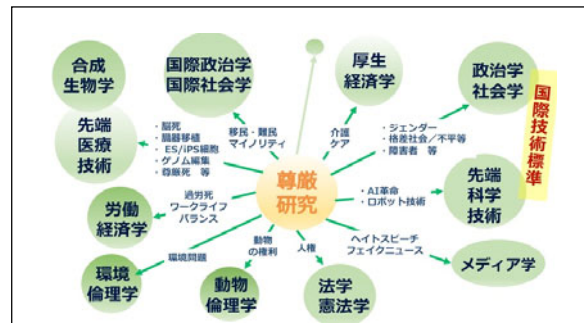 合成
生物学
国際政治学
国際社会学
厚生
経済学
政治学
社会学
国際技術標準
先端
医療
技術
・脳死
・臓器移植
・ES/iPS細胞
・ゲノム編集
・尊厳死 等
移民・難民
マイノリティ
介護
ケア
・ジェンダー
・格差社会/不平等
・障害者 等
尊厳
研究
・AI革命
・ロボット技術
先端
科学
技術
労働
経済学
過労死
ワークライフ
バランス
環境問題
動物
の権利
人権
ヘイトスピーチ
フェイクニュース
メディア学
環境
倫理学
動物
倫理学
法学
憲法学